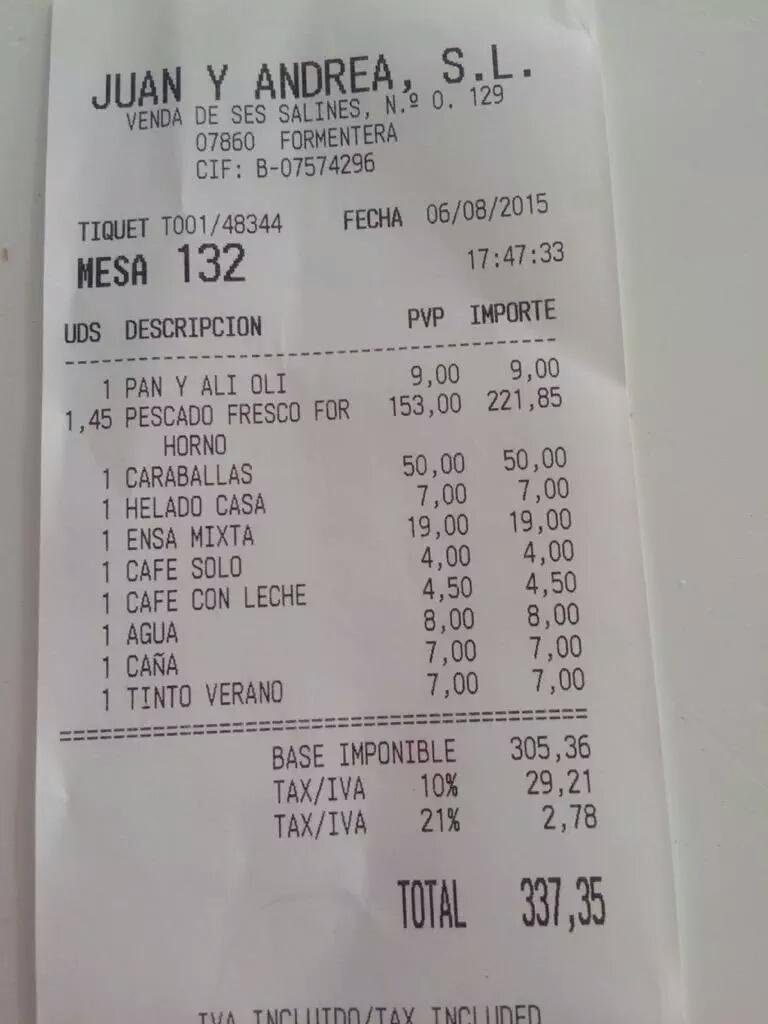 JUAN Y ANDREA, S.L.
VENDA DE SES SALINES, N.º O. 129
07860 FORMENTERA
CIF: B-07574296
TIQUET T001/48344 FECHA 06/08/2015
MESA 132 17:47:33
UDS DESCRIPCION PVP IMPORTE
1 PAN Y ALI OLI 9,00 9,00
1,45 PESCADO FRESCO FOR 153,00 221,85
HORNO
1 CARABALLAS 50,00 50,00
1 HELADO CASA 7,00 7,00
1 ENSA MIXTA 19,00 19,00
1 CAFE SOLO 4,00 4,00
1 CAFE CON LECHE 4,50 4,50
1 AGUA 8,00 8,00
1 CAÑA 7,00 7,00
1 TINTO VERANO 7,00 7,00
BASE IMPONIBLE 305,36
TAX/IVA 10% 29,21
TAX/IVA 21% 2,78
TOTAL 337,35
IVA INCLUIDO/TAX INCLUDED